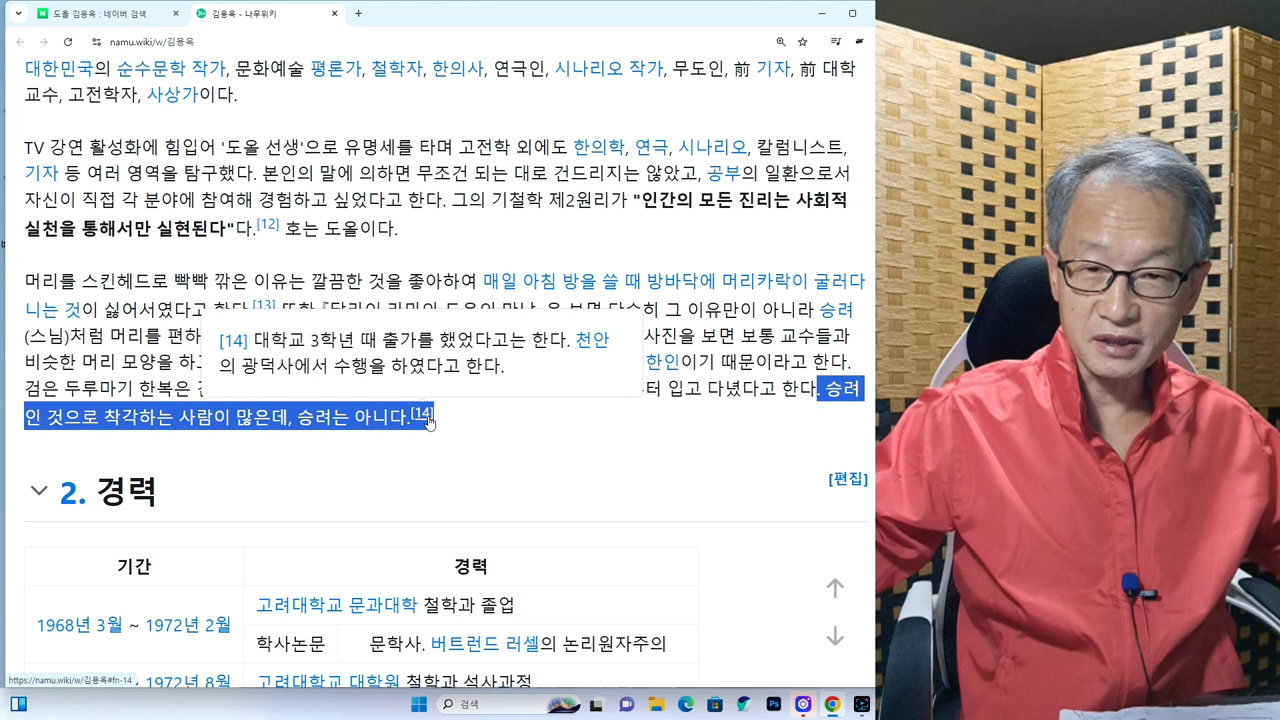 도올 김용옥 : 네이버 검색
김용옥 - 나무위키
namu.wiki/w/김용옥
대한민국의 순수문학 작가, 문화예술 평론가, 철학자, 한의사, 연극인, 시나리오 작가, 무도인, 前 기자, 前 대학
교수, 고전학자, 사상가이다.
TV 강연 활성화에 힘입어 '도올 선생'으로 유명세를 타며 고전학 외에도 한의학, 연극, 시나리오, 칼럼니스트,
기자 등 여러 영역을 탐구했다. 본인의 말에 의하면 무조건 되는 대로 건드리지는 않았고, 공부의 일환으로서
자신이 직접 각 분야에 참여해 경험하고 싶었다고 한다. 그의 기철학 제2원리가 "인간의 모든 진리는 사회적
실천을 통해서만 실현된다"다.[12] 호는 도올이다.
머리를 스킨헤드로 빡빡 깎은 이유는 깔끔한 것을 좋아하여 매일 아침 방을 쓸 때 방바닥에 머리카락이 굴러다
니는 것이 싫어서였다고 한다.[13] 또한 보면 단순히 그 이유만이 아니라 승려
(스님)처럼 머리를 편하 사진을 보면 보통 교수들과
비슷한 머리 모양을 하고 한인이기 때문이라고 한다.
검은 두루마기 한복은 터 입고 다녔다고 한다. 승려
인 것으로 착각하는 사람이 많은데, 승려는 아니다.[14]
[14] 대학교 3학년 때 출가를 했었다고는 한다. 천안
의 광덕사에서 수행을 하였다고 한다.
2. 경력
[편집]
기간 경력
1968년 3월 ~ 1972년 2월
고려대학교 문과대학 철학과 졸업
학사논문 문학사. 버트런드 러셀의 논리원자주의
1972년 8월 고려대학교 대학원 철학과 석사과정
https://namu.wiki/w/김용옥#fn-14
검색
Ps